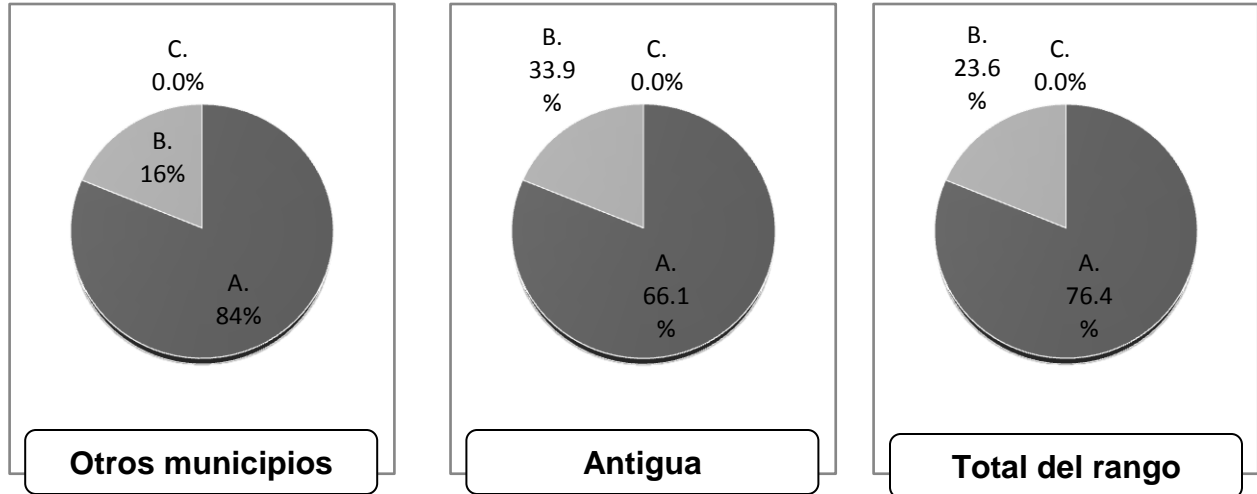 C.
0.0%
B.
16%
A.
84%
Otros municipios
B.
33.9
%
C.
0.0%
A.
66.1
%
Antigua
B.
23.6
%
C.
0.0%
A.
76.4
%
Total del rango